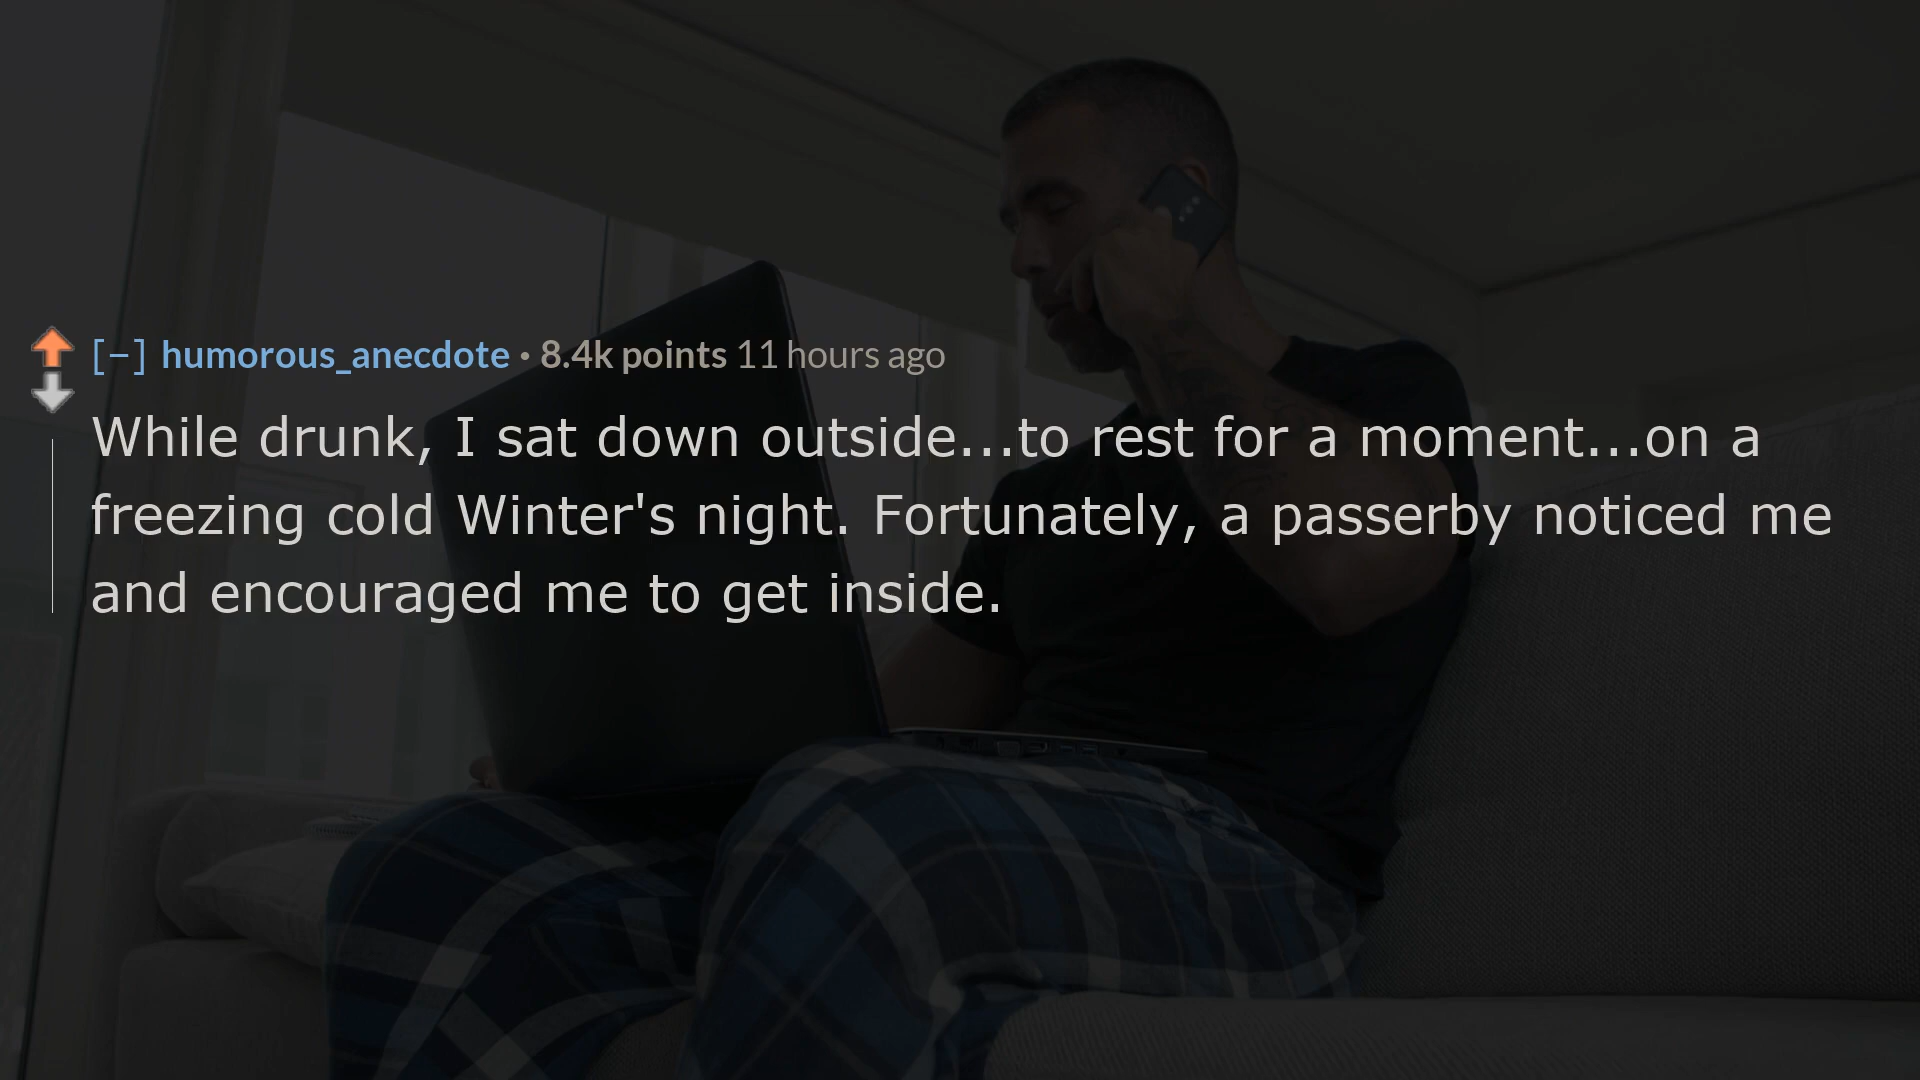 [–] humorous_anecdote • 8.4k points 11 hours ago
While drunk, I sat down outside...to rest for a moment...on a
freezing cold Winter's night. Fortunately, a passerby noticed me
and encouraged me to get inside.